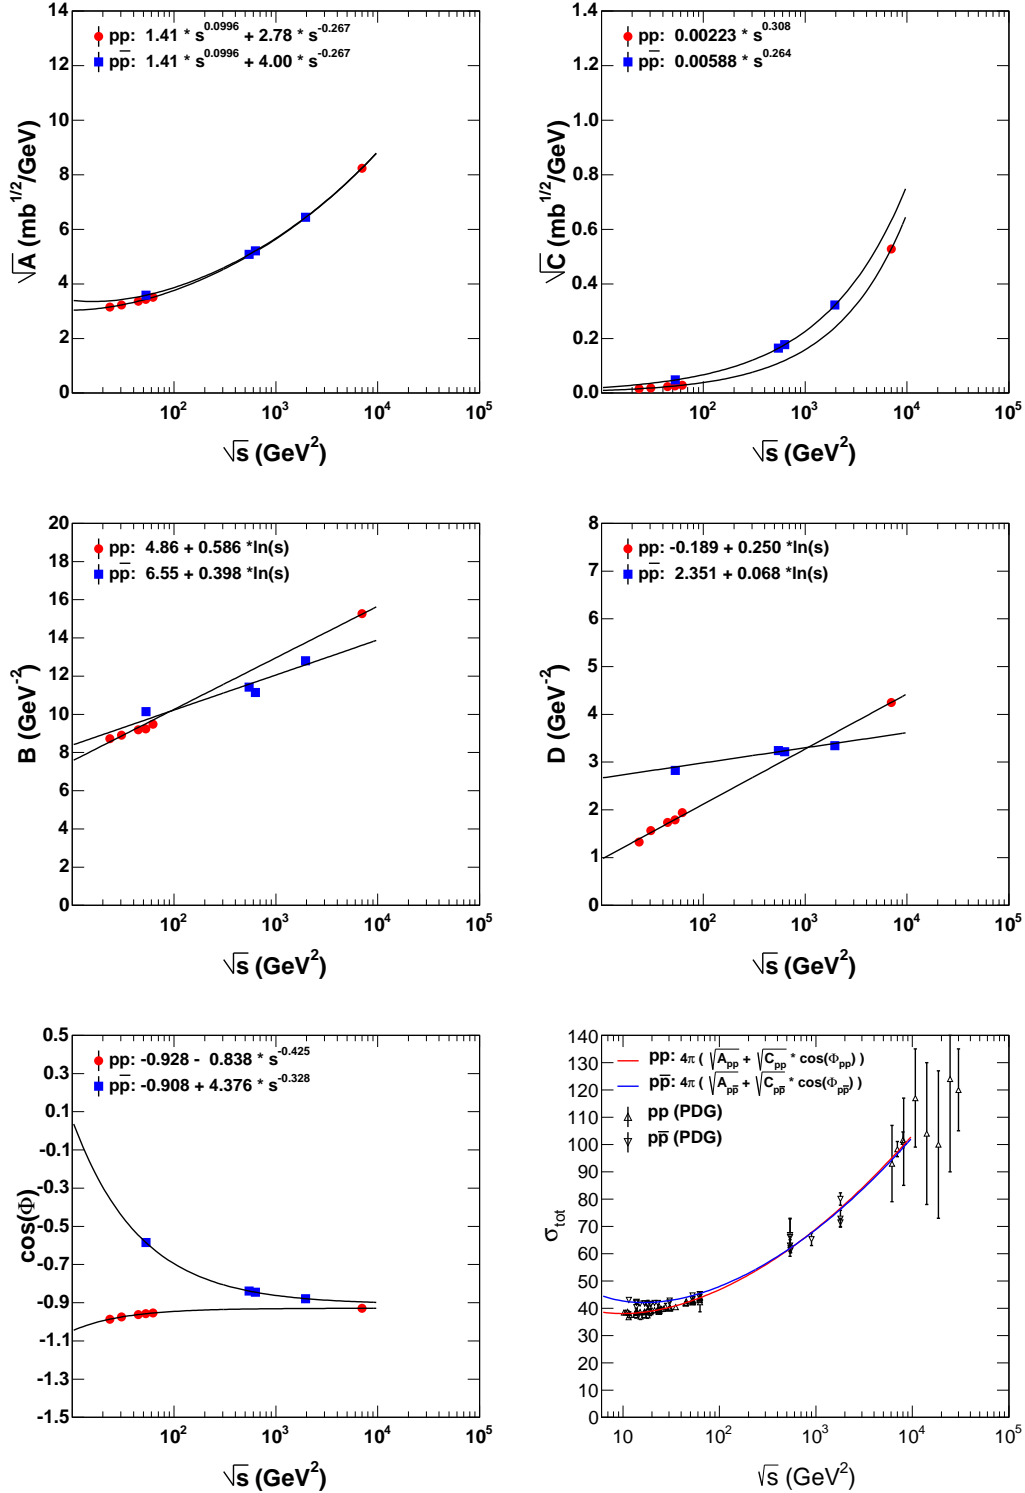 pp: 1.41 * s^0.0996 + 2.78 * s^-0.267
pp̅: 1.41 * s^0.0996 + 4.00 * s^-0.267
√A (mb^1/2/GeV)
14
12
10
8
6
4
2
0
10^2 10^3 10^4 10^5
√s (GeV^2)
pp: 0.00223 * s^0.308
pp̅: 0.00588 * s^0.264
√C (mb^1/2/GeV)
1.4
1.2
1.0
0.8
0.6
0.4
0.2
0.0
10^2 10^3 10^4 10^5
√s (GeV^2)
pp: 4.86 + 0.586 *ln(s)
pp̅: 6.55 + 0.398 *ln(s)
B (GeV^-2)
20
18
16
14
12
10
8
6
4
2
0
10^2 10^3 10^4 10^5
√s (GeV^2)
pp: -0.189 + 0.250 *ln(s)
pp̅: 2.351 + 0.068 *ln(s)
D (GeV^-2)
8
7
6
5
4
3
2
1
0
10^2 10^3 10^4 10^5
√s (GeV^2)
pp: -0.928 - 0.838 * s^-0.425
pp̅: -0.908 + 4.376 * s^-0.328
cos(Φ)
0.5
0.3
0.1
-0.1
-0.3
-0.5
-0.7
-0.9
-1.1
-1.3
-1.5
10^2 10^3 10^4 10^5
√s (GeV^2)
pp: 4π ( √A_pp + √C_pp * cos(Φ_pp) )
pp̅: 4π ( √A_pp̅ + √C_pp̅ * cos(Φ_pp̅) )
pp (PDG)
pp̅ (PDG)
σ_tot
140
130
120
110
100
90
80
70
60
50
40
30
20
10
0
10 10^2 10^3 10^4 10^5
√s (GeV^2)